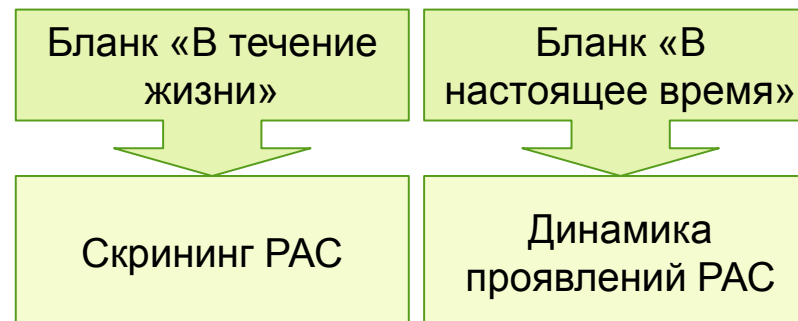 Бланк «В течение
жизни»
Бланк «В
настоящее время»
Скрининг РАС
Динамика
проявлений РАС